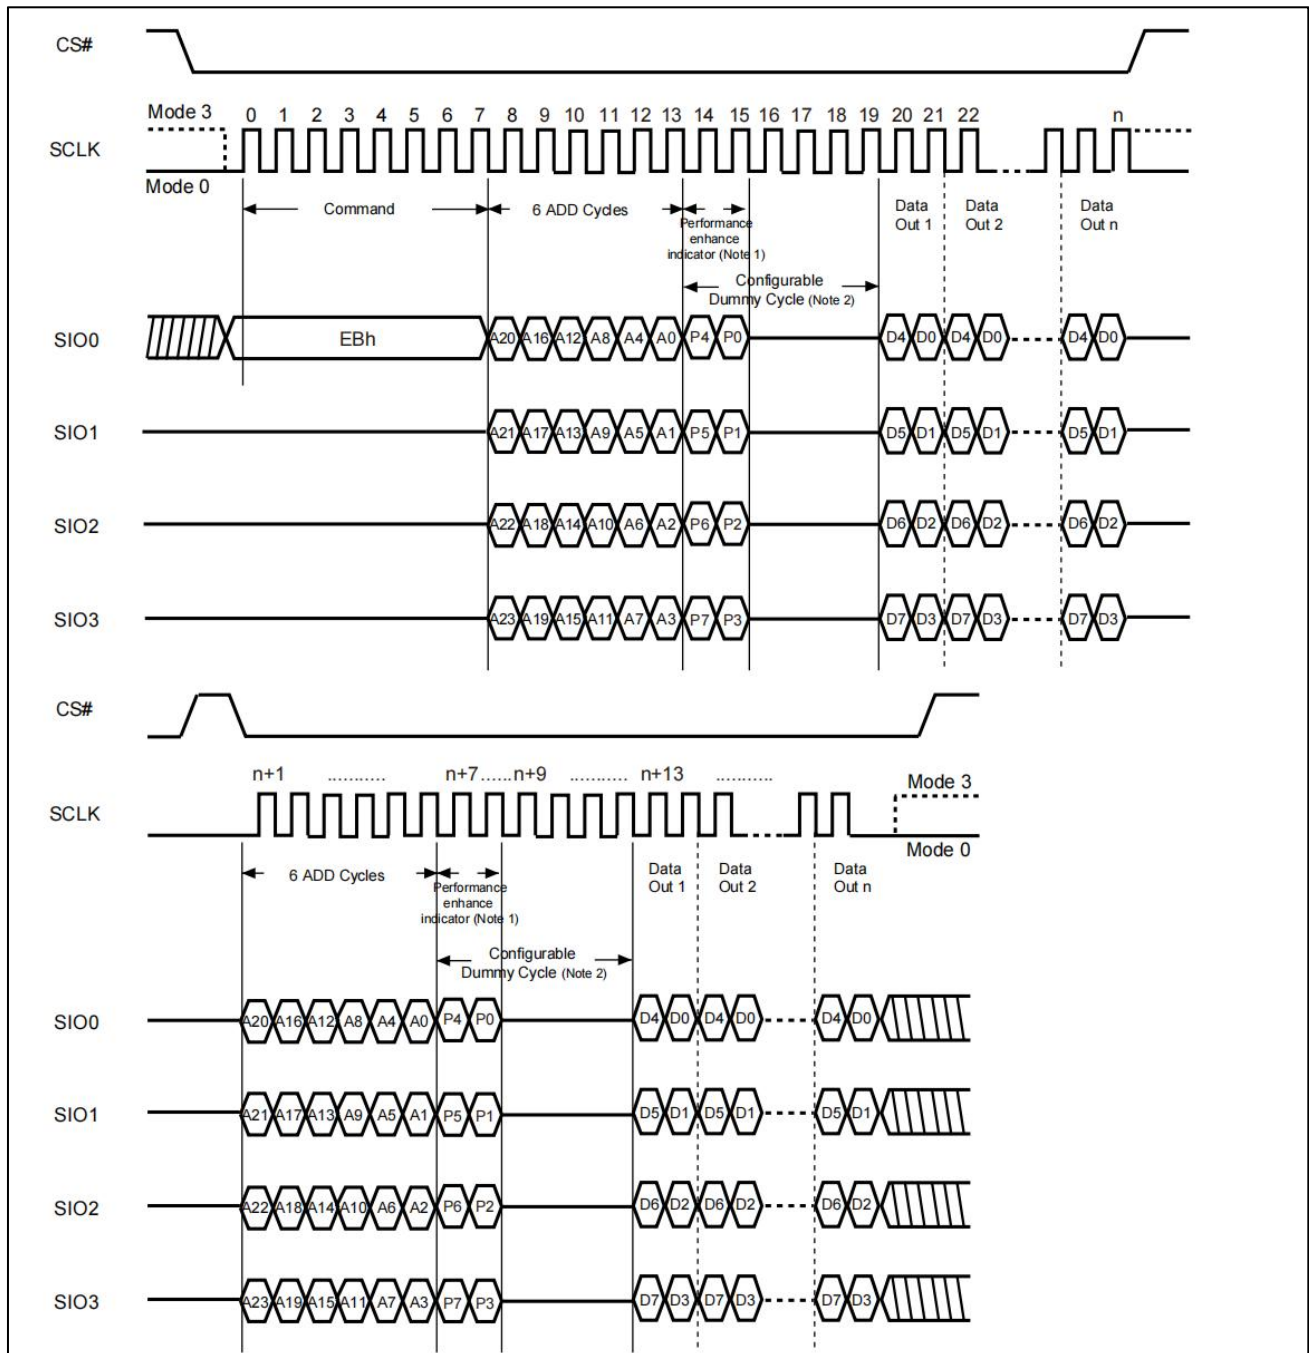 CS#
Mode 3
0 1 2 3 4 5 6 7 8 9 10 11 12 13 14 15 16 17 18 19 20 21 22 n
SCLK
Mode 0
Command
6 ADD Cycles
Performance
enhance
indicator (Note 1)
Data
Out 1
Data
Out 2
Data
Out n
Configurable
Dummy Cycle (Note 2)
SIO0 EBh A20 A16 A12 A8 A4 A0 P4 P0 D4 D0 D4 D0 D4 D0
SIO1 A21 A17 A13 A9 A5 A1 P5 P1 D5 D1 D5 D1 D5 D1
SIO2 A22 A18 A14 A10 A6 A2 P6 P2 D6 D2 D6 D2 D6 D2
SIO3 A23 A19 A15 A11 A7 A3 P7 P3 D7 D3 D7 D3 D7 D3
CS#
n+1 ........... n+7......n+9 ........... n+13 ...........
Mode 3
SCLK
Mode 0
6 ADD Cycles
Performance
enhance
indicator (Note 1)
Data
Out 1
Data
Out 2
Data
Out n
Configurable
Dummy Cycle (Note 2)
SIO0 A20 A16 A12 A8 A4 A0 P4 P0 D4 D0 D4 D0 D4 D0
SIO1 A21 A17 A13 A9 A5 A1 P5 P1 D5 D1 D5 D1 D5 D1
SIO2 A22 A18 A14 A10 A6 A2 P6 P2 D6 D2 D6 D2 D6 D2
SIO3 A23 A19 A15 A11 A7 A3 P7 P3 D7 D3 D7 D3 D7 D3